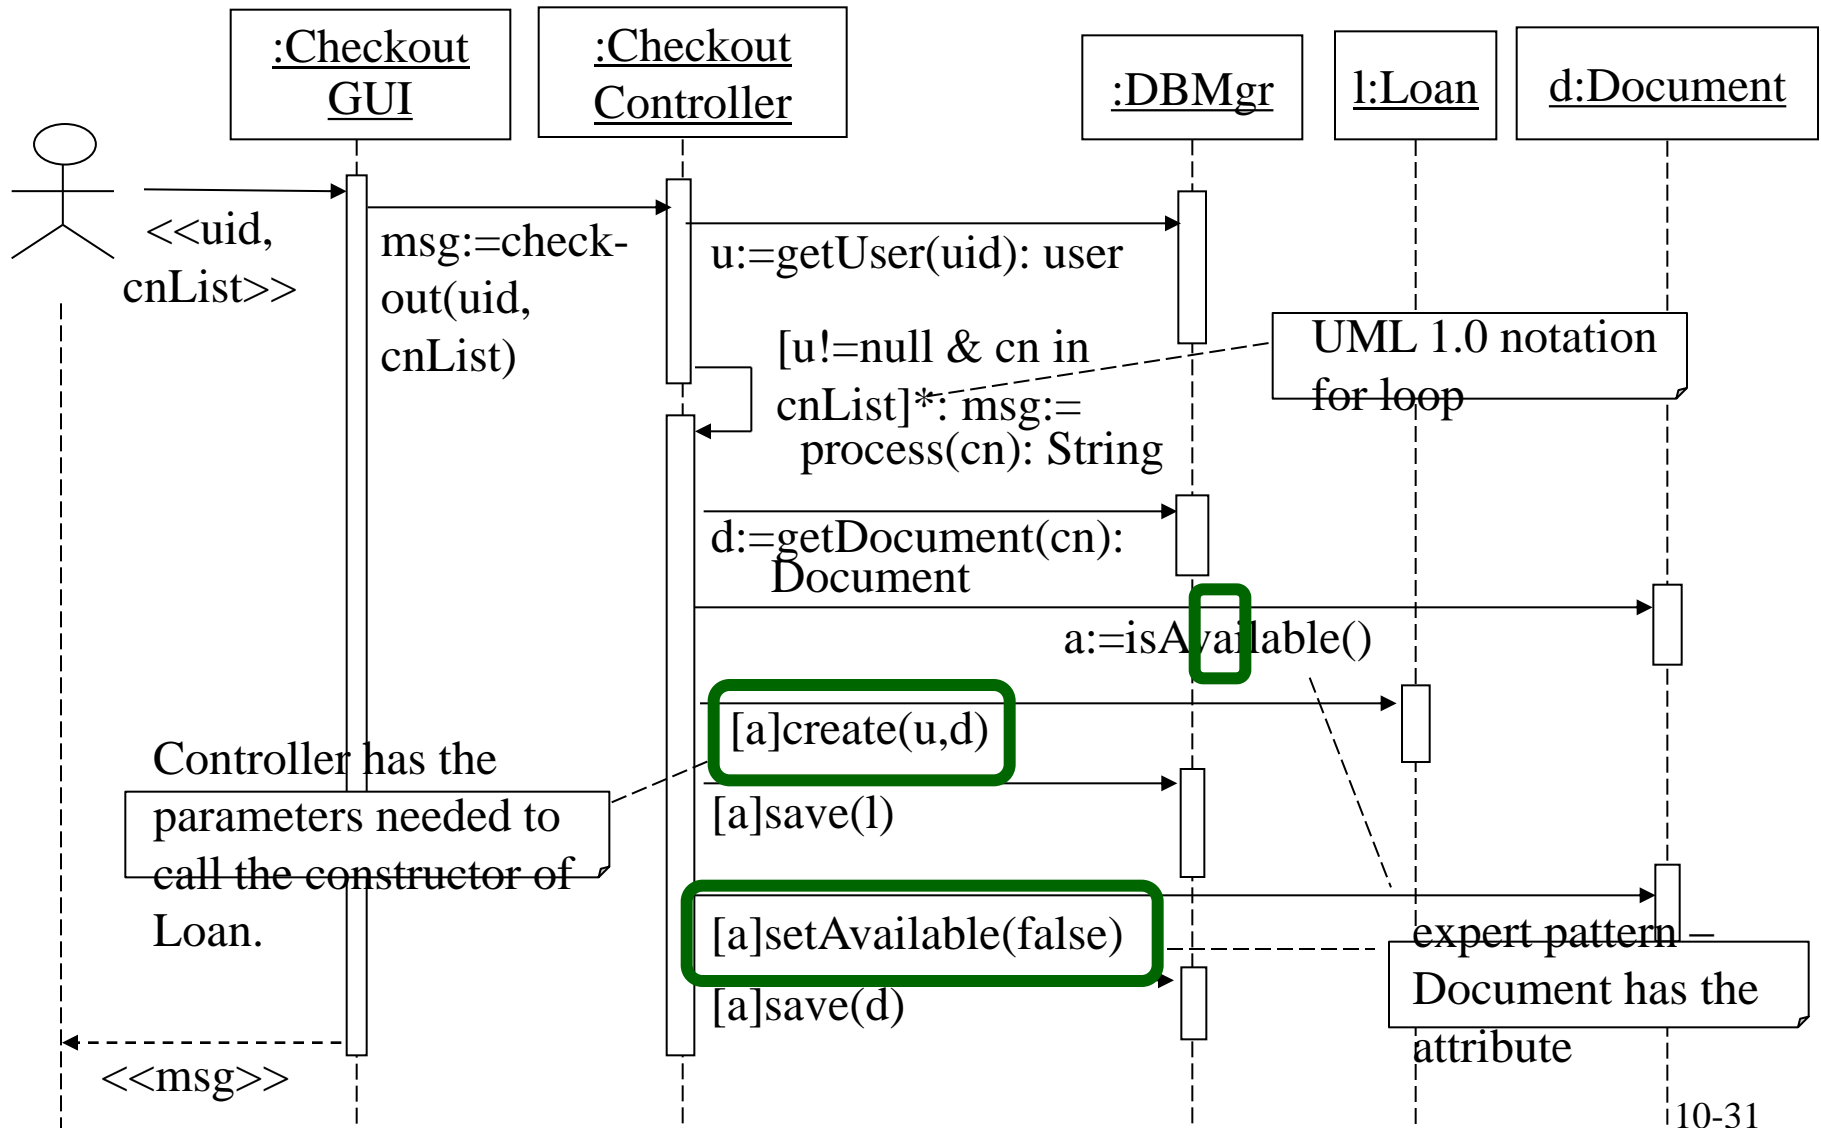 :Checkout
GUI
:Checkout
Controller
:DBMgr
l:Loan
d:Document
<<uid,
cnList>>
msg:=check-
out(uid,
cnList)
u:=getUser(uid): user
[u!=null & cn in
cnList]*: msg:=
process(cn): String
UML 1.0 notation
for loop
d:=getDocument(cn):
Document
a:=isAvailable()
[a]create(u,d)
Controller has the
parameters needed to
call the constructor of
Loan.
[a]save(l)
[a]setAvailable(false)
[a]save(d)
expert pattern –
Document has the
attribute
<<msg>>
10-31